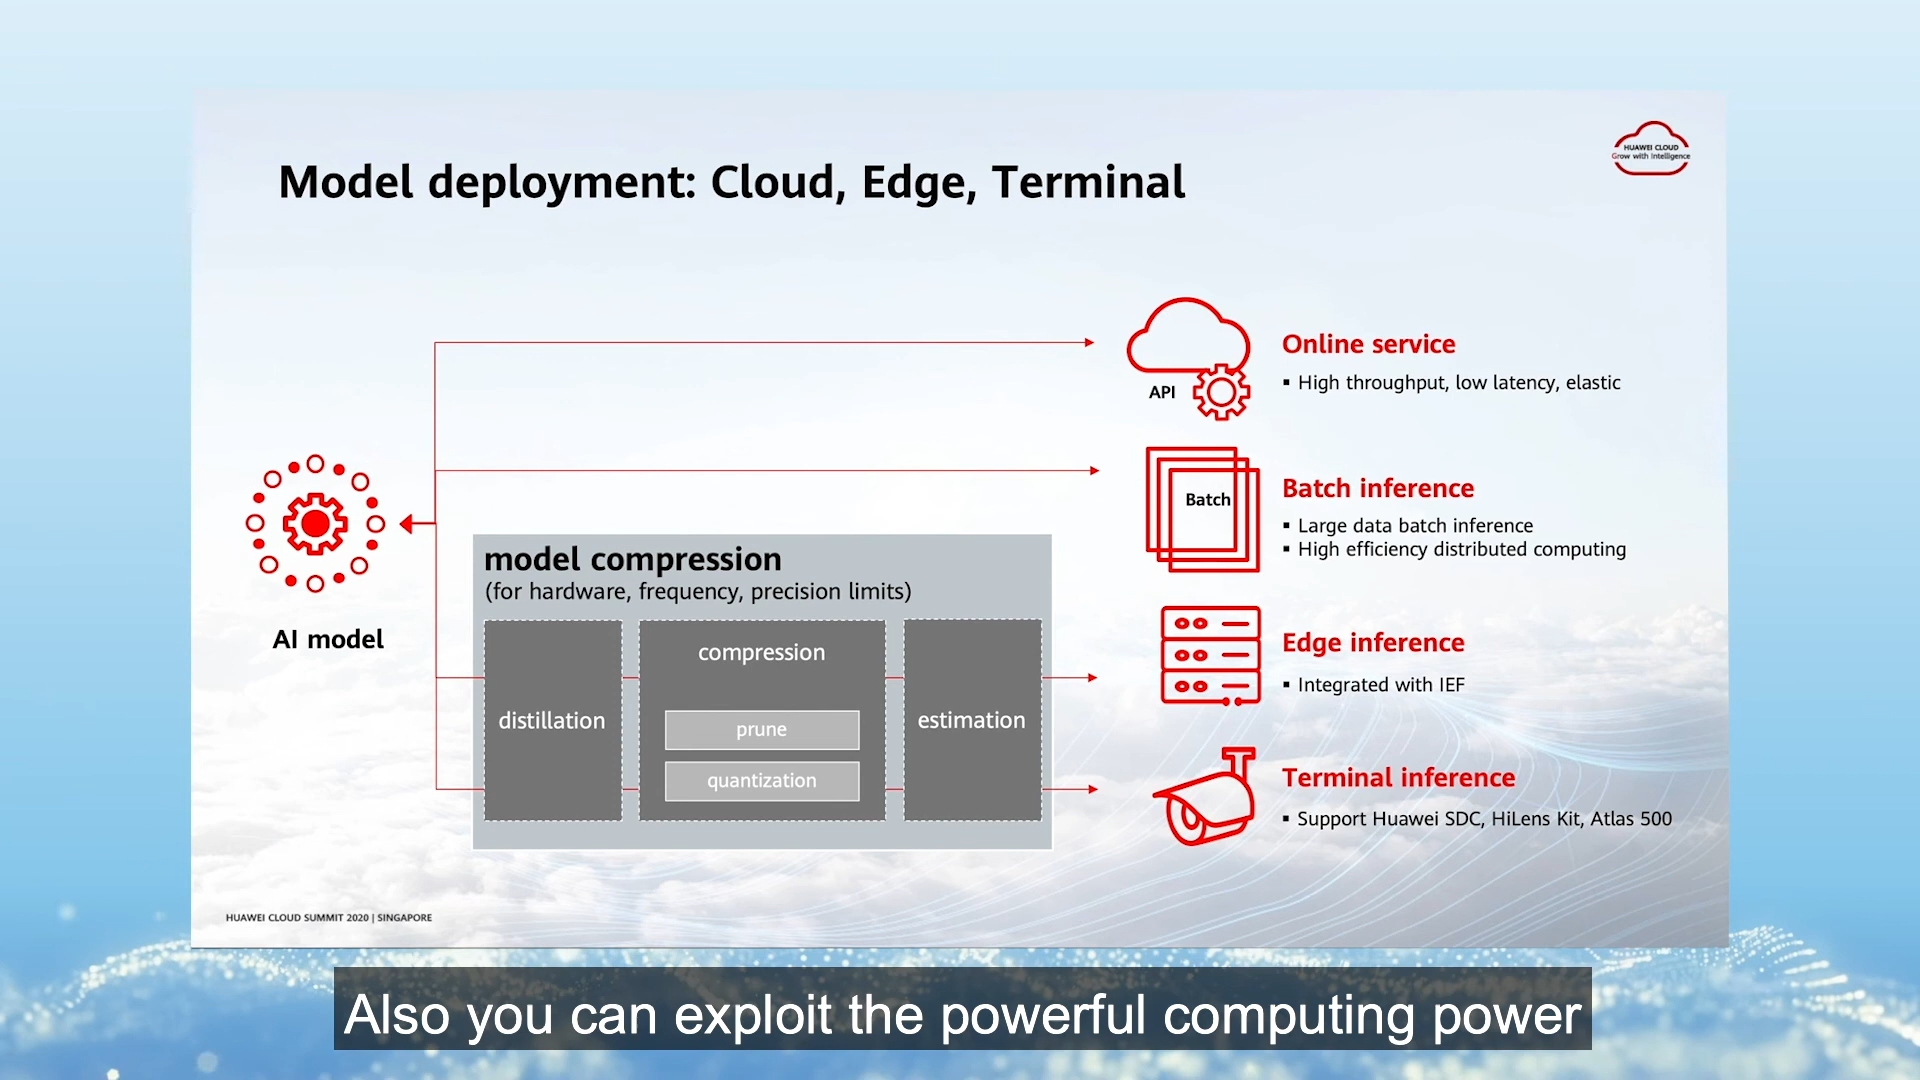 HUAWEI CLOUD
Grow with Intelligence
Model deployment: Cloud, Edge, Terminal
API
Online service
▪ High throughput, low latency, elastic
Batch
Batch inference
▪ Large data batch inference
▪ High efficiency distributed computing
AI model
model compression
(for hardware, frequency, precision limits)
distillation
compression
prune
quantization
estimation
Edge inference
▪ Integrated with IEF
Terminal inference
▪ Support Huawei SDC, HiLens Kit, Atlas 500
HUAWEI CLOUD SUMMIT 2020 | SINGAPORE
Also you can exploit the powerful computing power